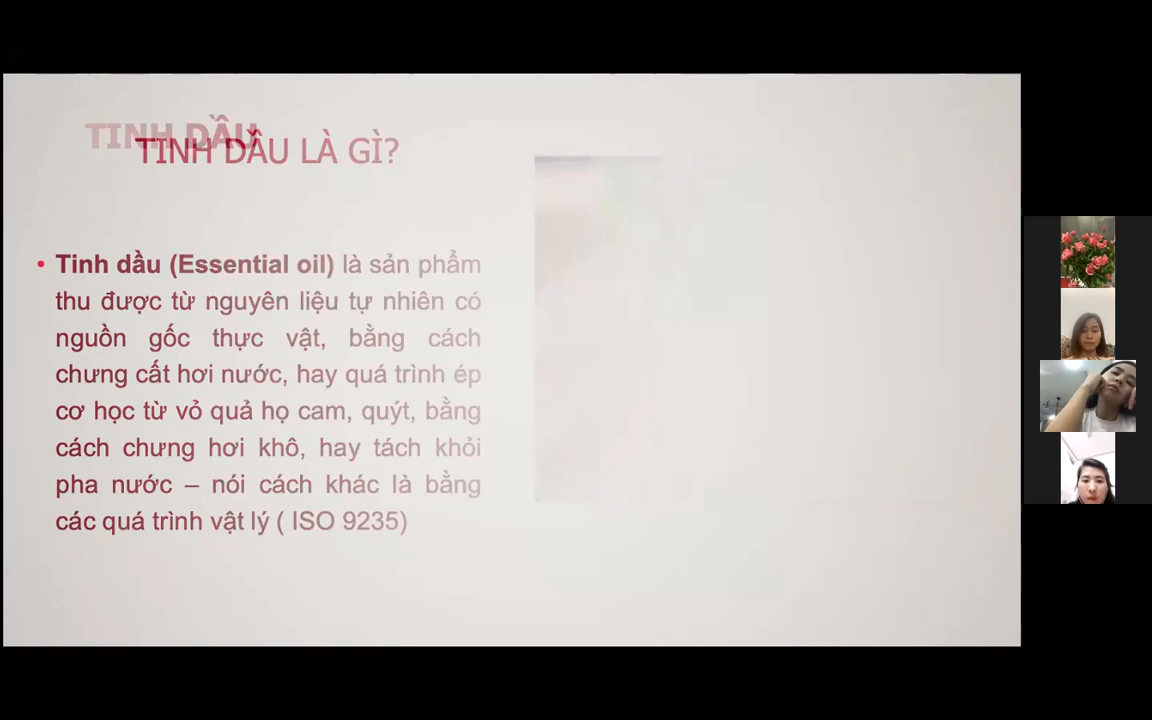 TINH DẦU
TINH DẦU LÀ GÌ?
• Tinh dầu (Essential oil) là sản phẩm
thu được từ nguyên liệu tự nhiên có
nguồn gốc thực vật, bằng cách
chưng cất hơi nước, hay quá trình ép
cơ học từ vỏ quả họ cam, quýt, bằng
cách chưng hơi khô, hay tách khỏi
pha nước – nói cách khác là bằng
các quá trình vật lý ( ISO 9235)